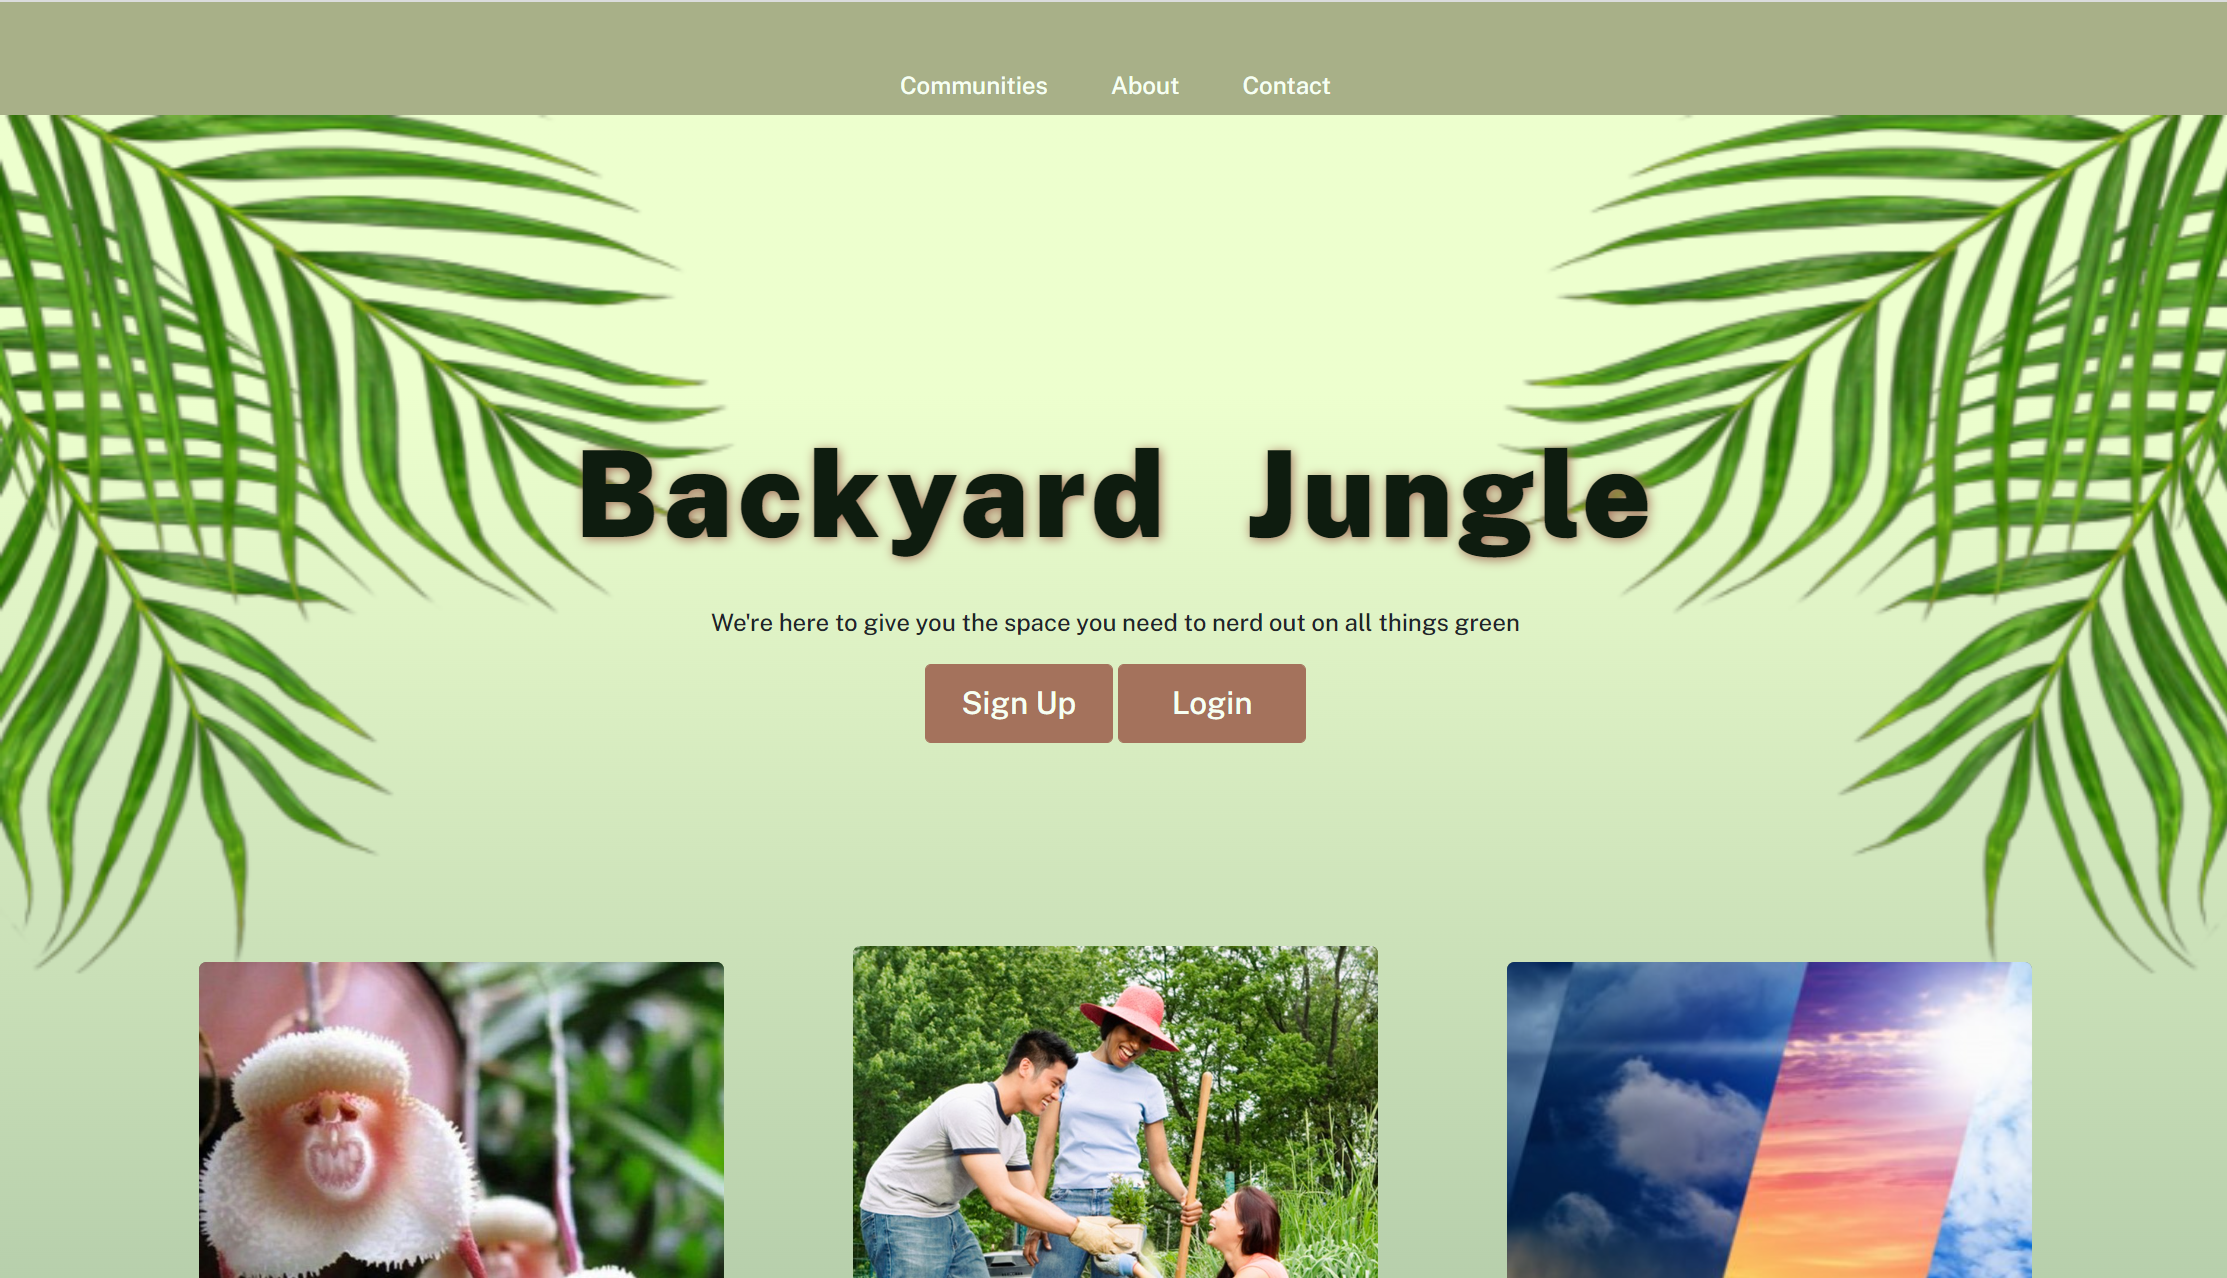 Communities About Contact
Backyard Jungle
We're here to give you the space you need to nerd out on all things green
Sign Up Login